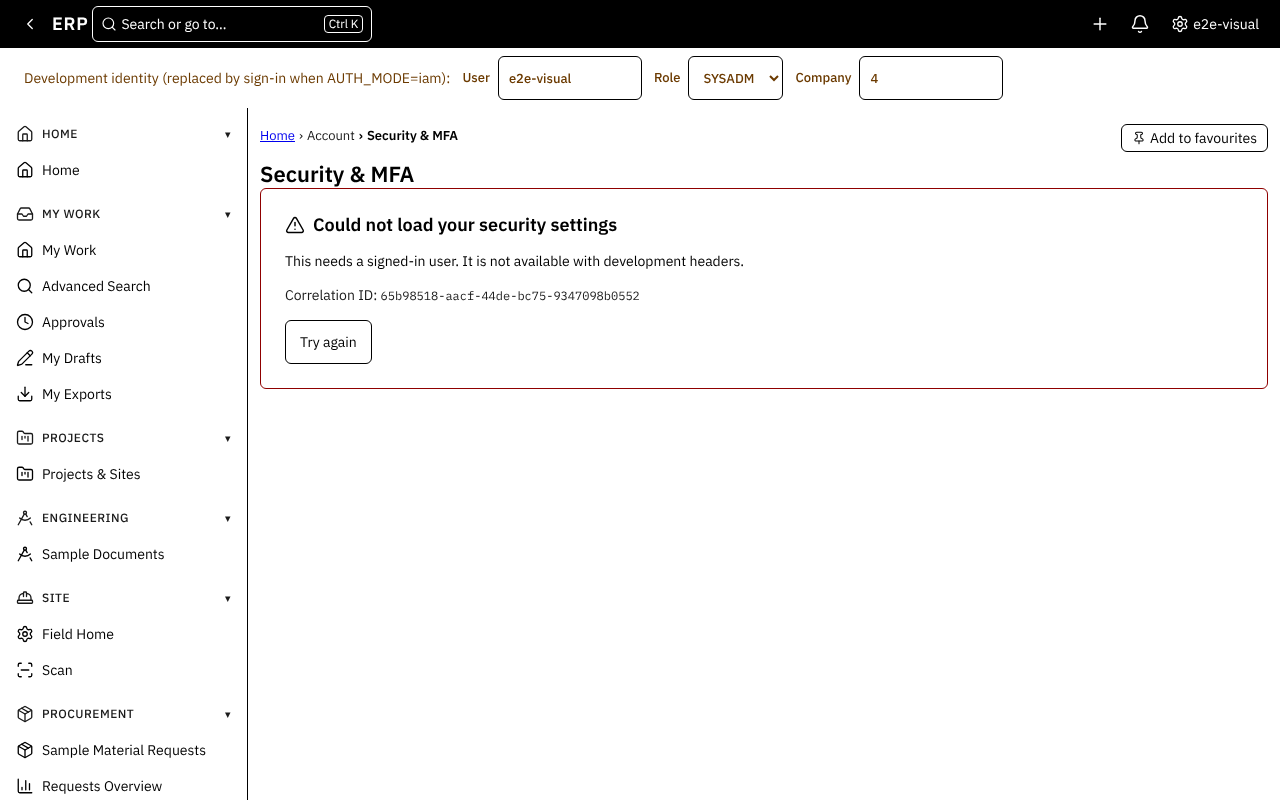 ERP
Search or go to...
Ctrl K
e2e-visual
Development identity (replaced by sign-in when AUTH_MODE=iam):
User
e2e-visual
Role
SYSADM
Company
4
HOME
Home
MY WORK
My Work
Advanced Search
Approvals
My Drafts
My Exports
PROJECTS
Projects & Sites
ENGINEERING
Sample Documents
SITE
Field Home
Scan
PROCUREMENT
Sample Material Requests
Requests Overview
Home › Account › Security & MFA
Add to favourites
Security & MFA
Could not load your security settings
This needs a signed-in user. It is not available with development headers.
Correlation ID: 65b98518-aacf-44de-bc75-9347098b0552
Try again